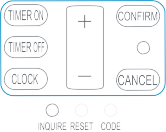 TIMER ON
+
CONFIRM
TIMER OFF
CLOCK
−
CANCEL
INQUIRE RESET CODE